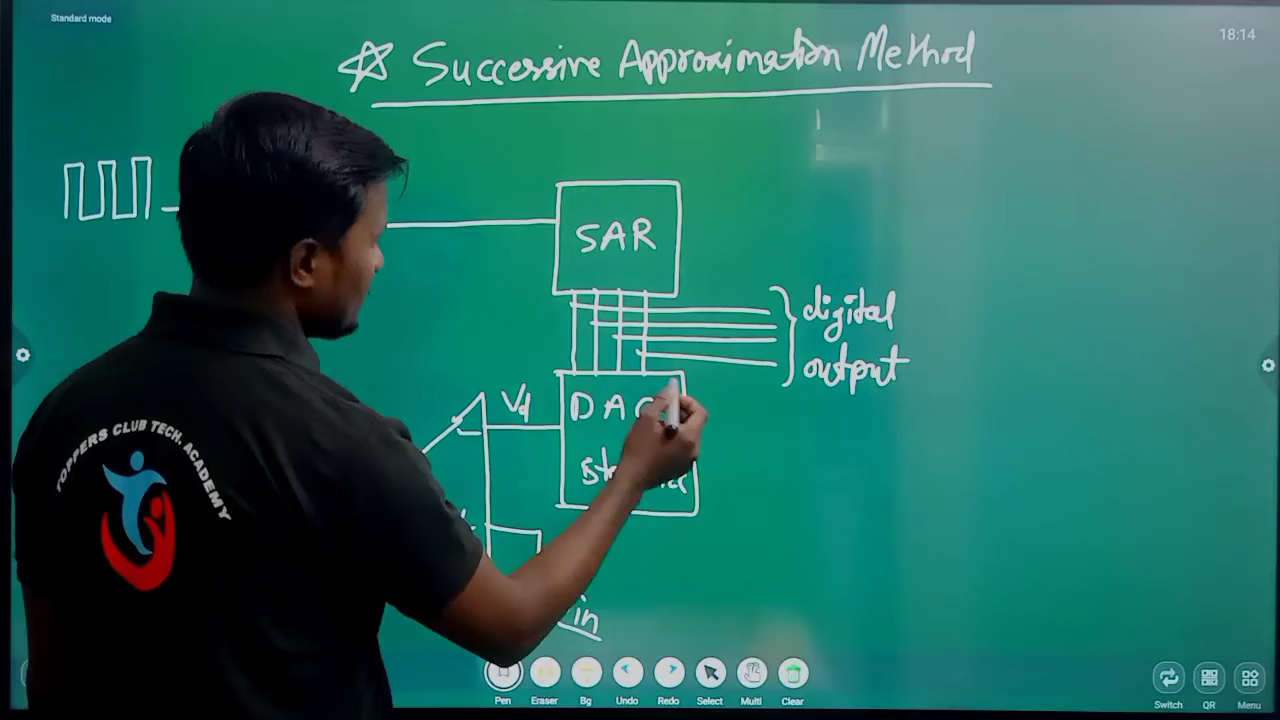 Standard mode
18:14
Successive Approximation Method
SAR
digital
output
Vd
DAC
in
TOPPERS CLUB TECH. ACADEMY
Pen
Eraser
Bg
Undo
Redo
Select
Multi
Clear
Switch
QR
Menu